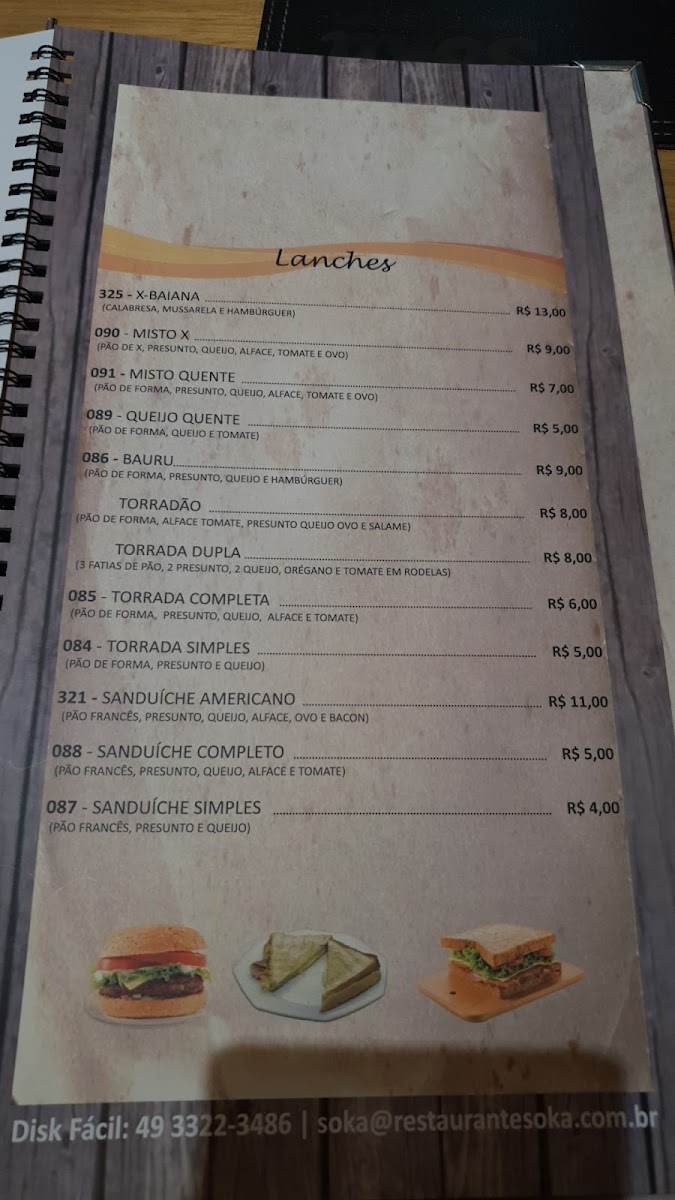 Lanches
325 - X-BAIANA ........ R$ 13,00
(CALABRESA, MUSSARELA E HAMBÚRGUER)
090 - MISTO X ........ R$ 9,00
(PÃO DE X, PRESUNTO, QUEIJO, ALFACE, TOMATE E OVO)
091 - MISTO QUENTE ........ R$ 7,00
(PÃO DE FORMA, PRESUNTO, QUEIJO, ALFACE, TOMATE E OVO)
089 - QUEIJO QUENTE ........ R$ 5,00
(PÃO DE FORMA, QUEIJO E TOMATE)
086 - BAURU ........ R$ 9,00
(PÃO DE FORMA, PRESUNTO, QUEIJO E HAMBÚRGUER)
TORRADÃO ........ R$ 8,00
(PÃO DE FORMA, ALFACE TOMATE, PRESUNTO QUEIJO OVO E SALAME)
TORRADA DUPLA ........ R$ 8,00
(3 FATIAS DE PÃO, 2 PRESUNTO, 2 QUEIJO, ORÉGANO E TOMATE EM RODELAS)
085 - TORRADA COMPLETA ........ R$ 6,00
(PÃO DE FORMA, PRESUNTO, QUEIJO, ALFACE E TOMATE)
084 - TORRADA SIMPLES ........ R$ 5,00
(PÃO DE FORMA, PRESUNTO E QUEIJO)
321 - SANDUÍCHE AMERICANO ........ R$ 11,00
(PÃO FRANCÊS, PRESUNTO, QUEIJO, ALFACE, OVO E BACON)
088 - SANDUÍCHE COMPLETO ........ R$ 5,00
(PÃO FRANCÊS, PRESUNTO, QUEIJO, ALFACE E TOMATE)
087 - SANDUÍCHE SIMPLES ........ R$ 4,00
(PÃO FRANCÊS, PRESUNTO E QUEIJO)
Disk Fácil: 49 3322-3486 | soka@restaurantesoka.com.br